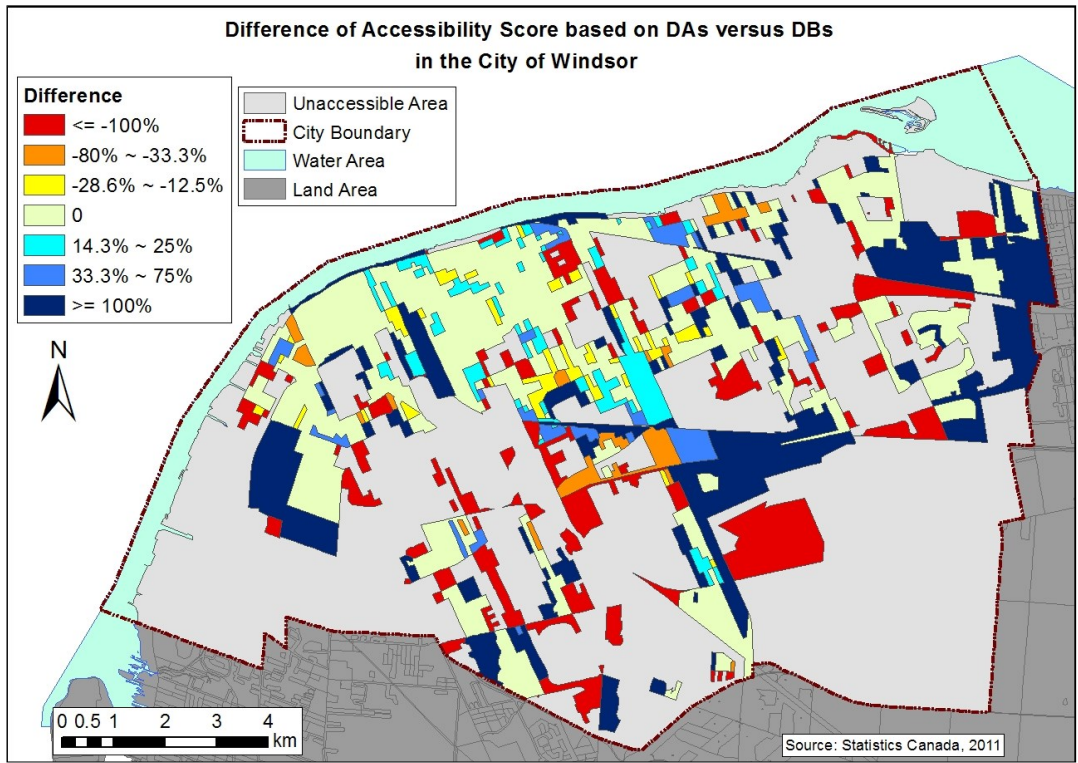 Difference of Accessibility Score based on DAs versus DBs
in the City of Windsor
Difference
<= -100%
-80% ~ -33.3%
-28.6% ~ -12.5%
0
14.3% ~ 25%
33.3% ~ 75%
>= 100%
Unaccessible Area
City Boundary
Water Area
Land Area
N
0 0.5 1 2 3 4
km
Source: Statistics Canada, 2011